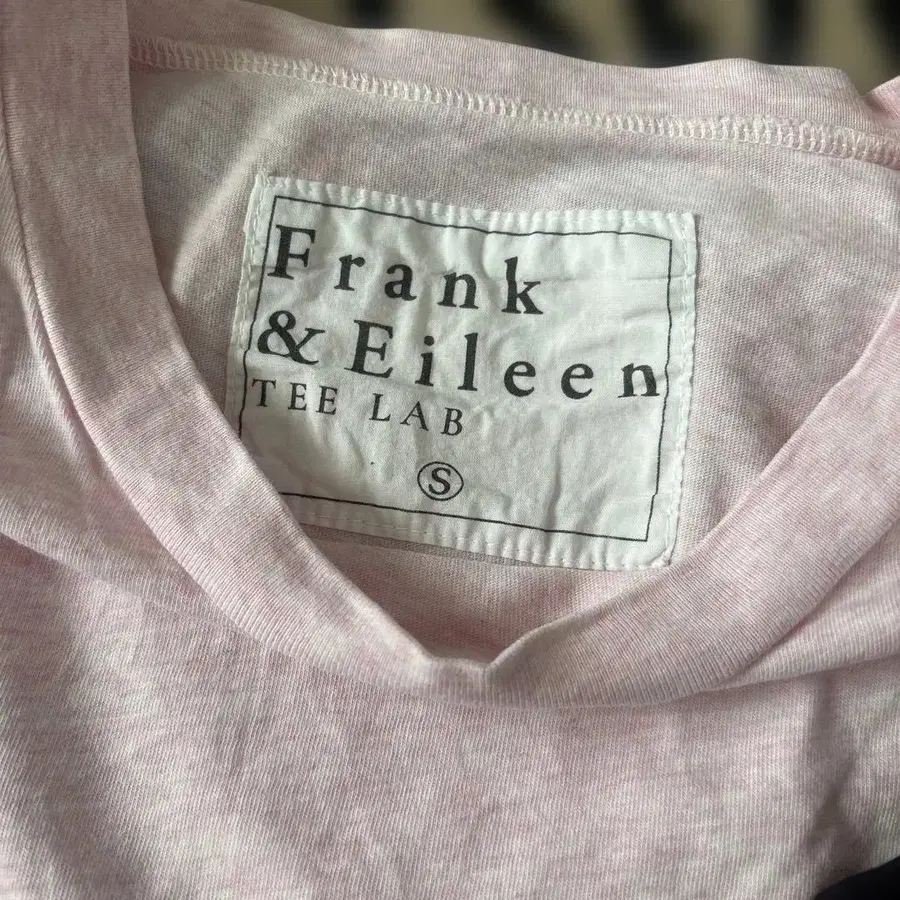 Frank
& Eileen
TEE LAB
S